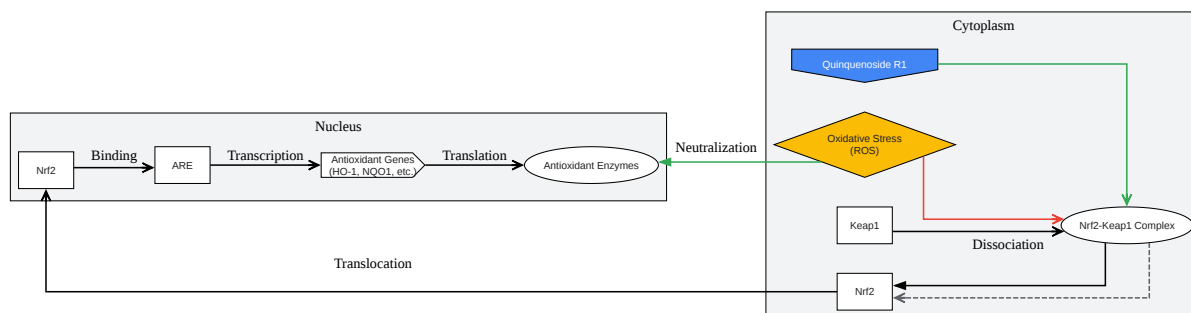 Cytoplasm
Quinquenoside R1
Nucleus
Nrf2
Binding
ARE
Transcription
Antioxidant Genes
(HO-1, NQO1, etc.)
Translation
Antioxidant Enzymes
Neutralization
Oxidative Stress
(ROS)
Keap1
Dissociation
Nrf2-Keap1 Complex
Translocation
Nrf2